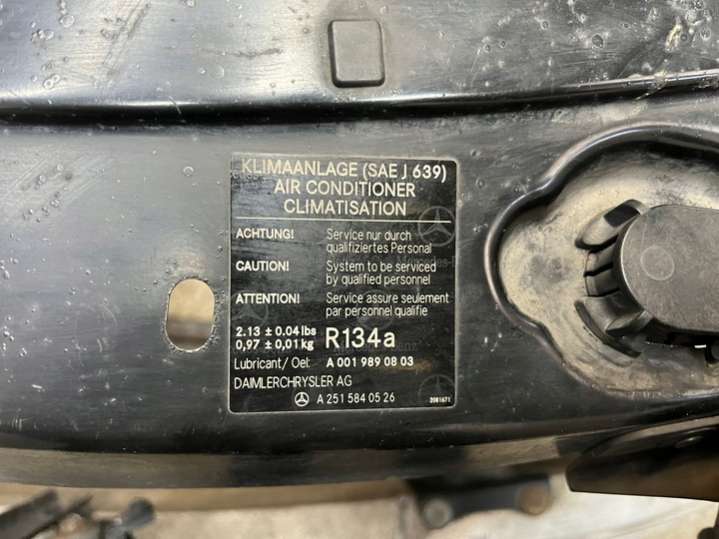 KLIMAANLAGE (SAE J 639)
AIR CONDITIONER
CLIMATISATION
ACHTUNG! Service nur durch
qualifiziertes Personal
CAUTION! System to be serviced
by qualified personnel
ATTENTION! Service assure seulement
par personnel qualifie
2.13 ± 0.04 lbs
0,97 ± 0,01 kg R134a
Lubricant/ Oel: A 001 989 08 03
DAIMLERCHRYSLER AG
A 251 584 05 26
2081671